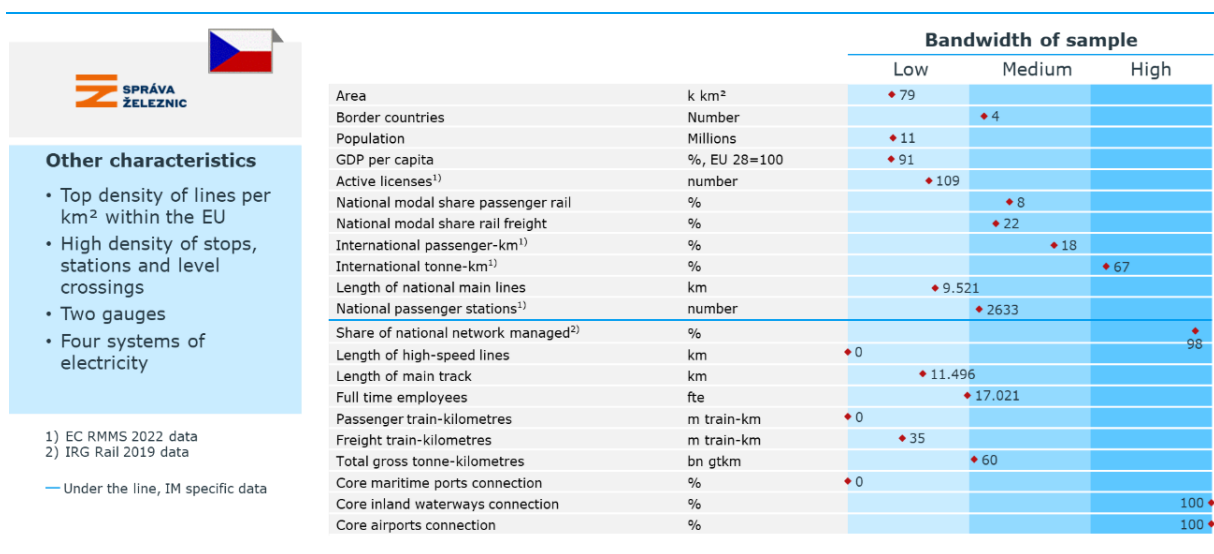 SPRÁVA
ŽELEZNIC
Other characteristics
• Top density of lines per
km² within the EU
• High density of stops,
stations and level
crossings
• Two gauges
• Four systems of
electricity
1) EC RMMS 2022 data
2) IRG Rail 2019 data
Under the line, IM specific data
Bandwidth of sample
Low Medium High
Area k km² 79
Border countries Number 4
Population Millions 11
GDP per capita %, EU 28=100 91
Active licenses1) number 109
National modal share passenger rail % 8
National modal share rail freight % 22
International passenger-km1) % 18
International tonne-km1) % 67
Length of national main lines km 9.521
National passenger stations1) number 2633
Share of national network managed2) % 98
Length of high-speed lines km 0
Length of main track km 11.496
Full time employees fte 17.021
Passenger train-kilometres m train-km 0
Freight train-kilometres m train-km 35
Total gross tonne-kilometres bn gtkm 60
Core maritime ports connection % 0
Core inland waterways connection % 100
Core airports connection % 100